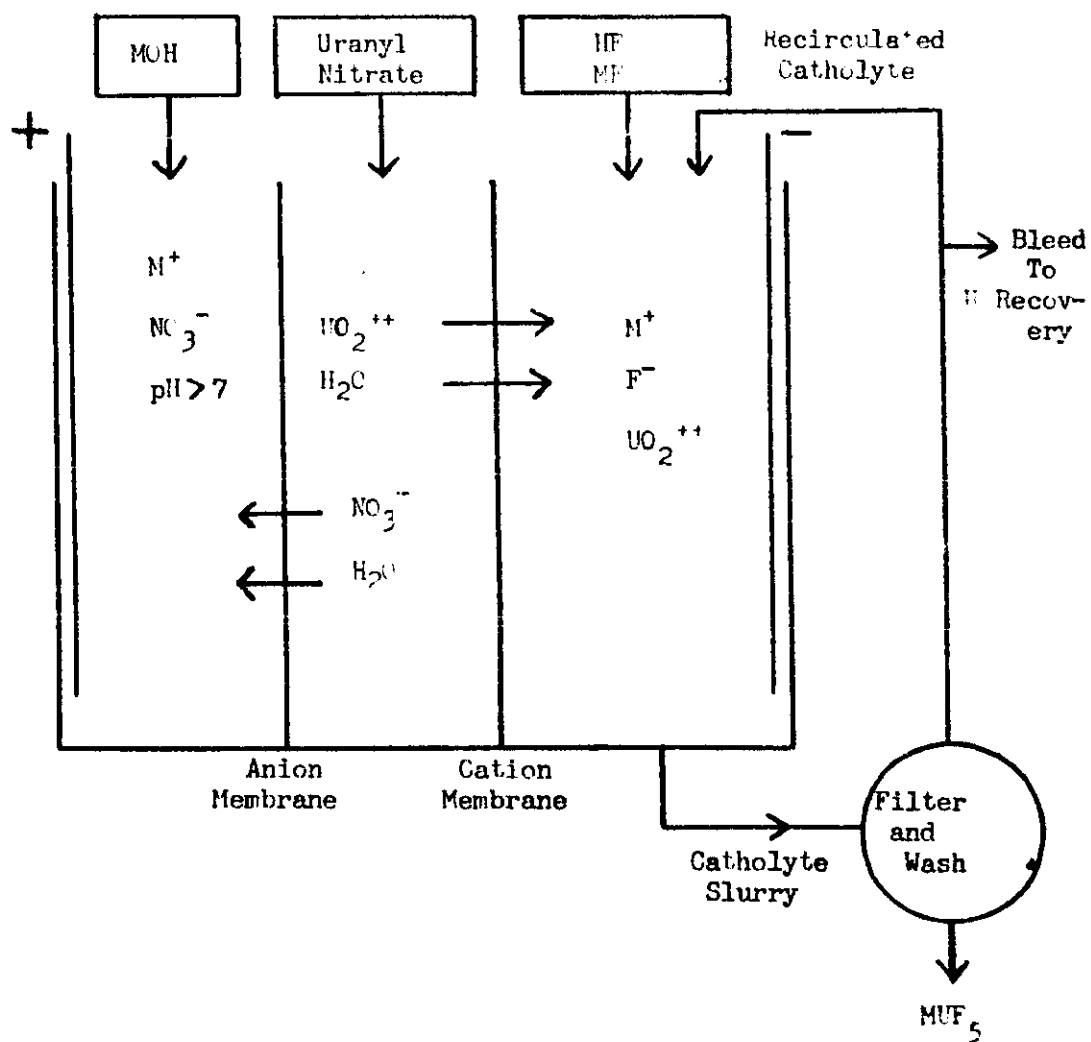 MOH
Uranyl
Nitrate
HF
MF
Recirculated
Catholyte
+
−
M⁺
NO₃⁻
pH>7
UO₂⁺⁺
H₂O
NO₃⁻
H₂O
M⁺
F⁻
UO₂⁺⁺
Bleed
To
Recov-
ery
Anion
Membrane
Cation
Membrane
Catholyte
Slurry
Filter
and
Wash
MUF₅